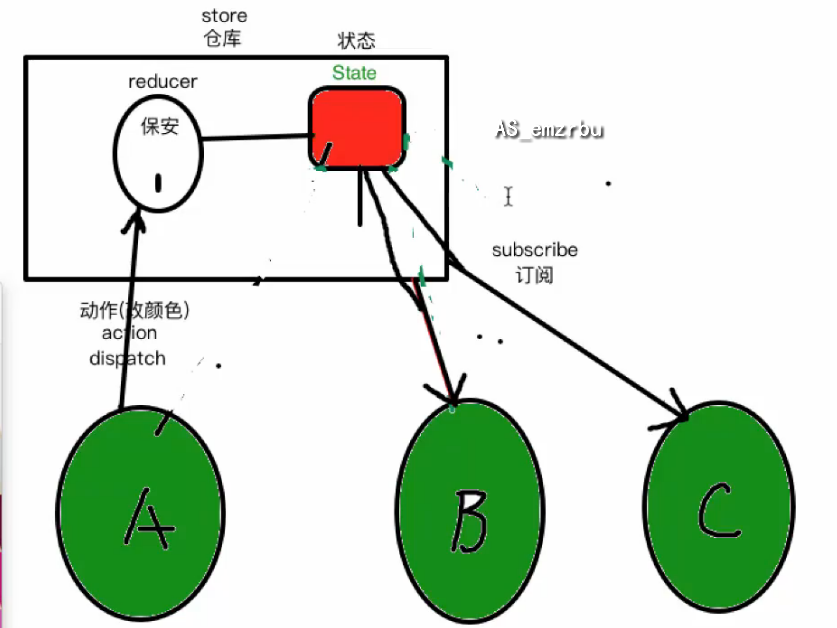 store
仓库
状态
State
reducer
保安
AS_emzrbu
subscribe
订阅
动作(改颜色)
action
dispatch
A
B
C